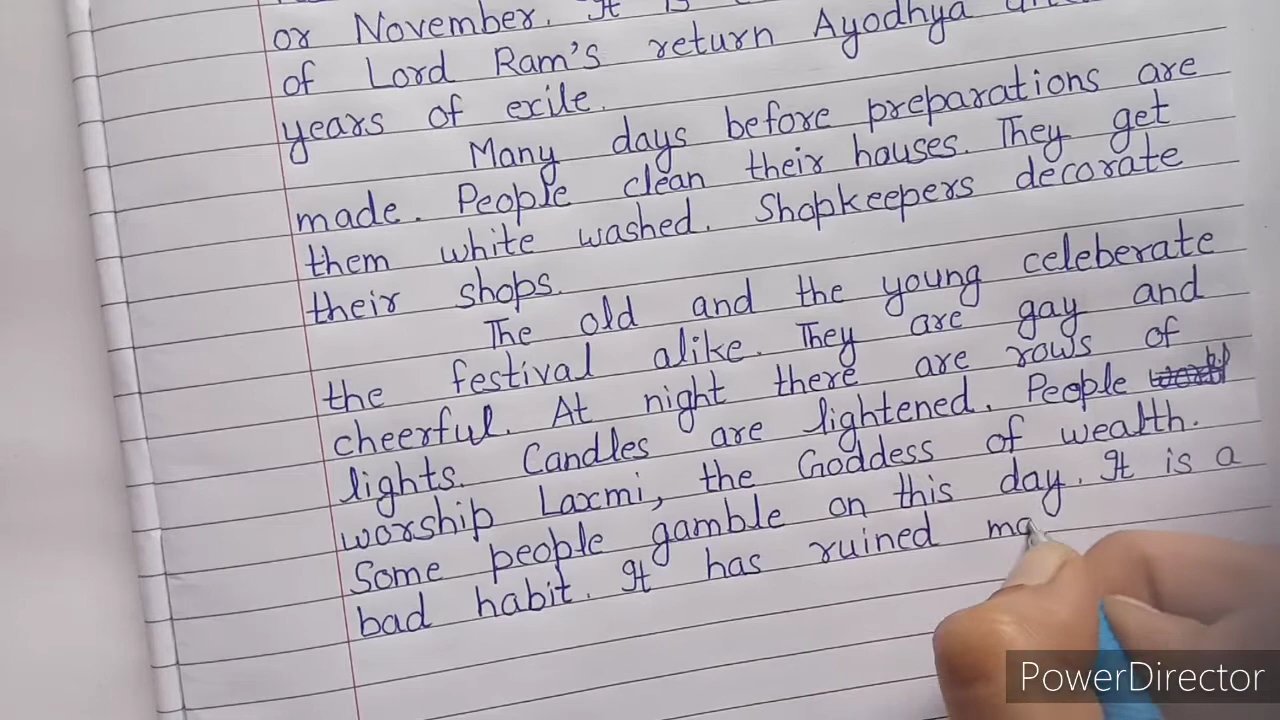 or November. It is
of Lord Ram's return Ayodhya
years of exile.
Many days before preparations are
made. People clean their hauses. They get
them white washed. Shopkeepers decorate
their shops.
The old and the young celeberate
the festival alike. They are gay and
cheerful. At night there are rows of
lights. Candles are lightened. People
worship Laxmi, the Goddess of wealth.
Some people gamble on this day. It is a
bad habit. It has ruined ma
PowerDirector